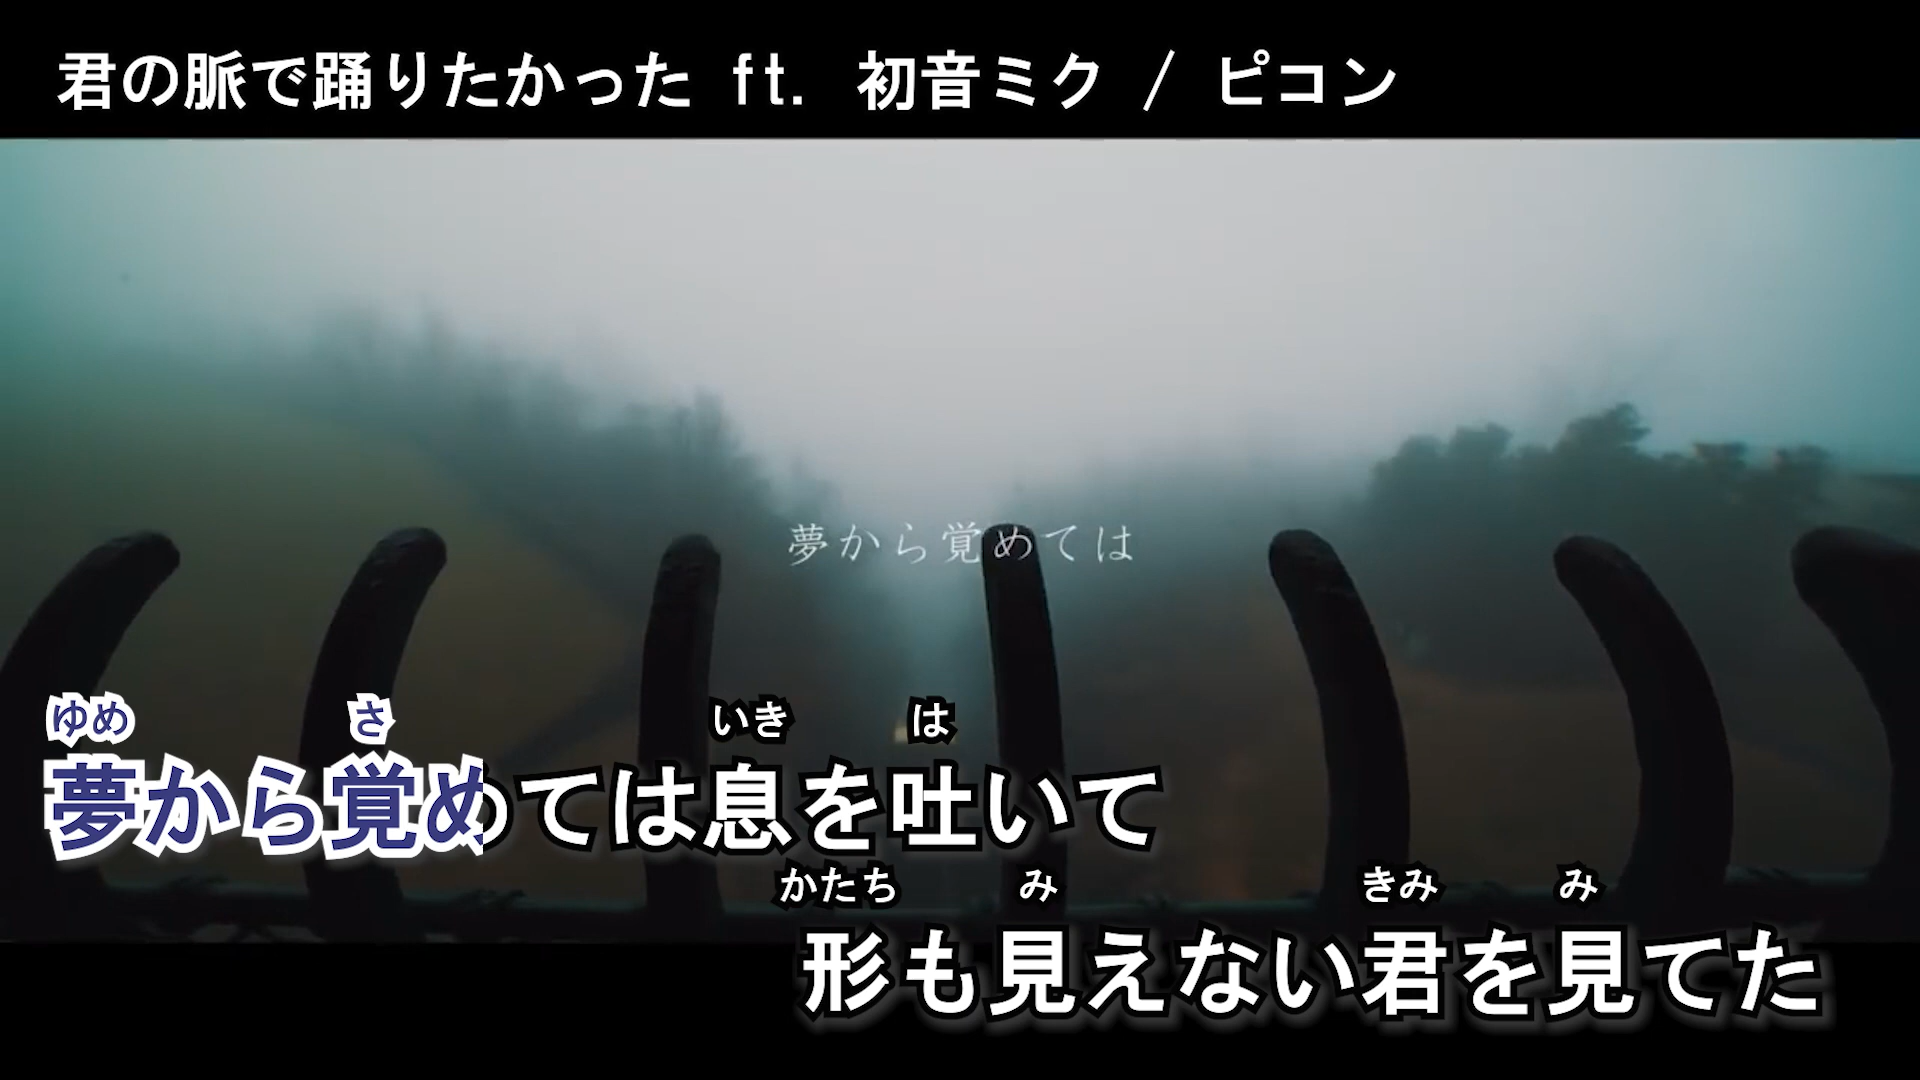 君の脈で踊りたかった ft. 初音ミク / ピコン
夢から覚めては
ゆめ さ いき は
夢から覚めては息を吐いて
かたち み きみ み
形も見えない君を見てた